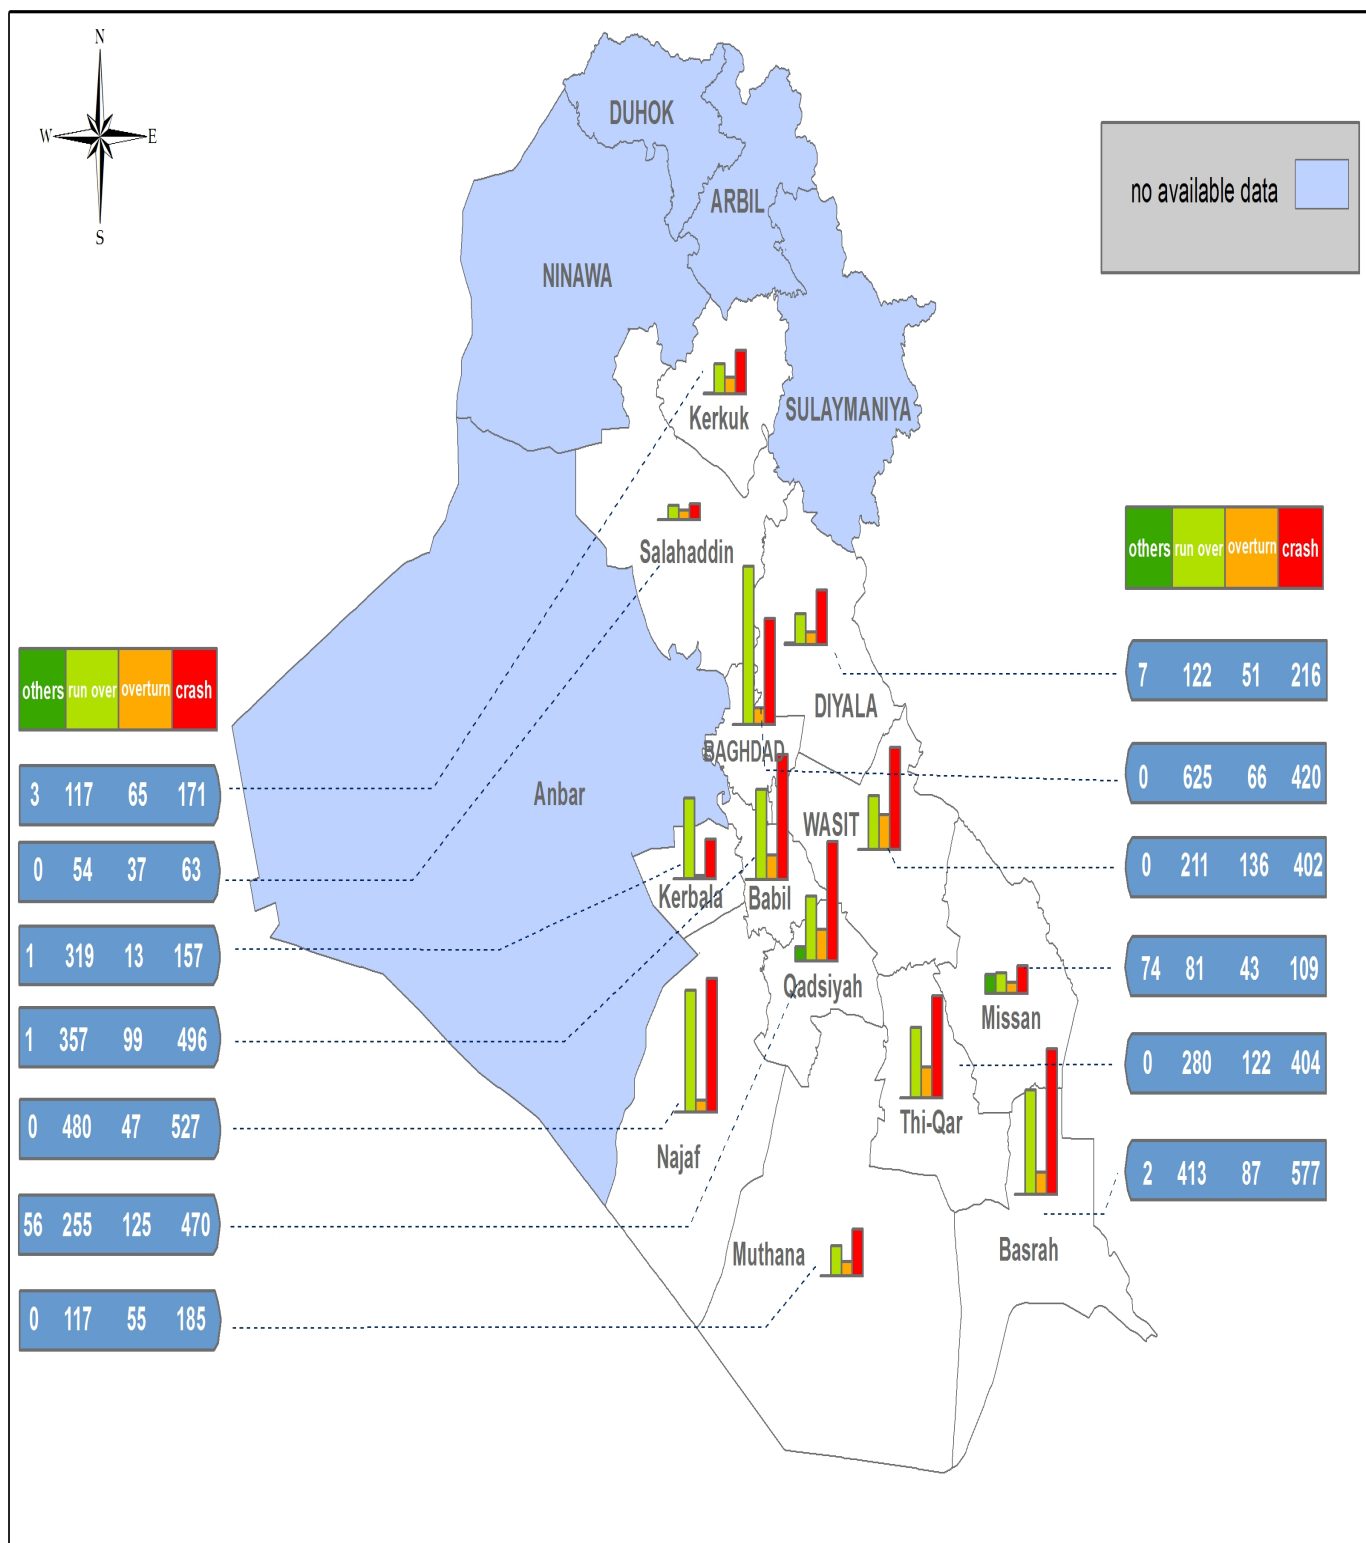 N
W E
S
no available data
DUHOK
ARBIL
NINAWA
SULAYMANIYA
Kerkuk
Salahaddin
DIYALA
BAGHDAD
Anbar
WASIT
Kerbala
Babil
Qadsiyah
Missan
Thi-Qar
Najaf
Muthana
Basrah
others run over overturn crash
3 117 65 171
0 54 37 63
1 319 13 157
1 357 99 496
0 480 47 527
56 255 125 470
0 117 55 185
others run over overturn crash
7 122 51 216
0 625 66 420
0 211 136 402
74 81 43 109
0 280 122 404
2 413 87 577